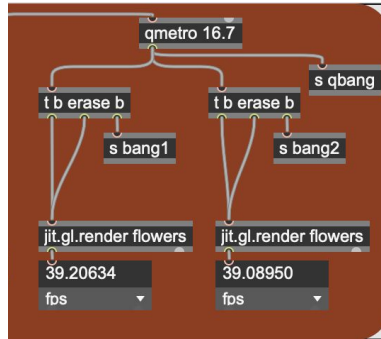 qmetro 16.7
s qbang
t b erase b
t b erase b
s bang1
s bang2
jit.gl.render flowers
jit.gl.render flowers
39.20634
39.08950
fps
fps